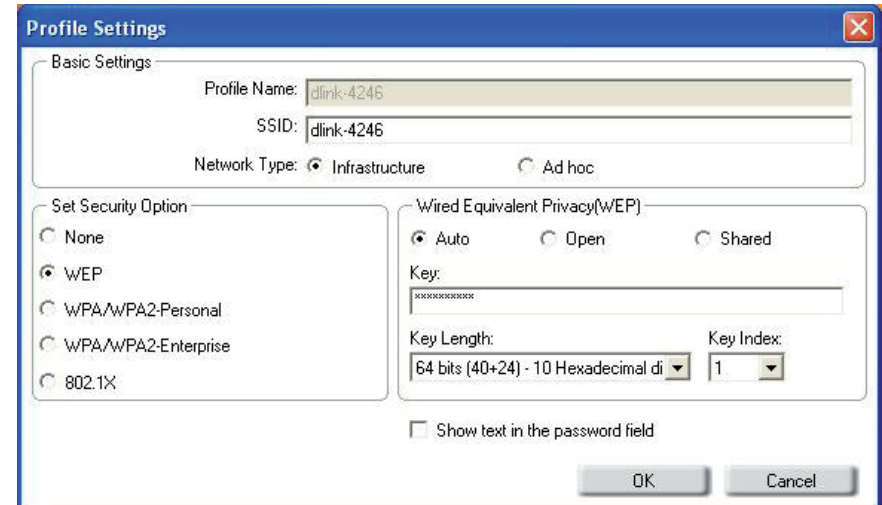 Profile Settings
Basic Settings
Profile Name: dlink-4246
SSID: dlink-4246
Network Type: Infrastructure Ad hoc
Set Security Option
None
WEP
WPA/WPA2-Personal
WPA/WPA2-Enterprise
802.1X
Wired Equivalent Privacy(WEP)
Auto Open Shared
Key:
**********
Key Length: Key Index:
64 bits (40+24) - 10 Hexadecimal di 1
Show text in the password field
OK Cancel